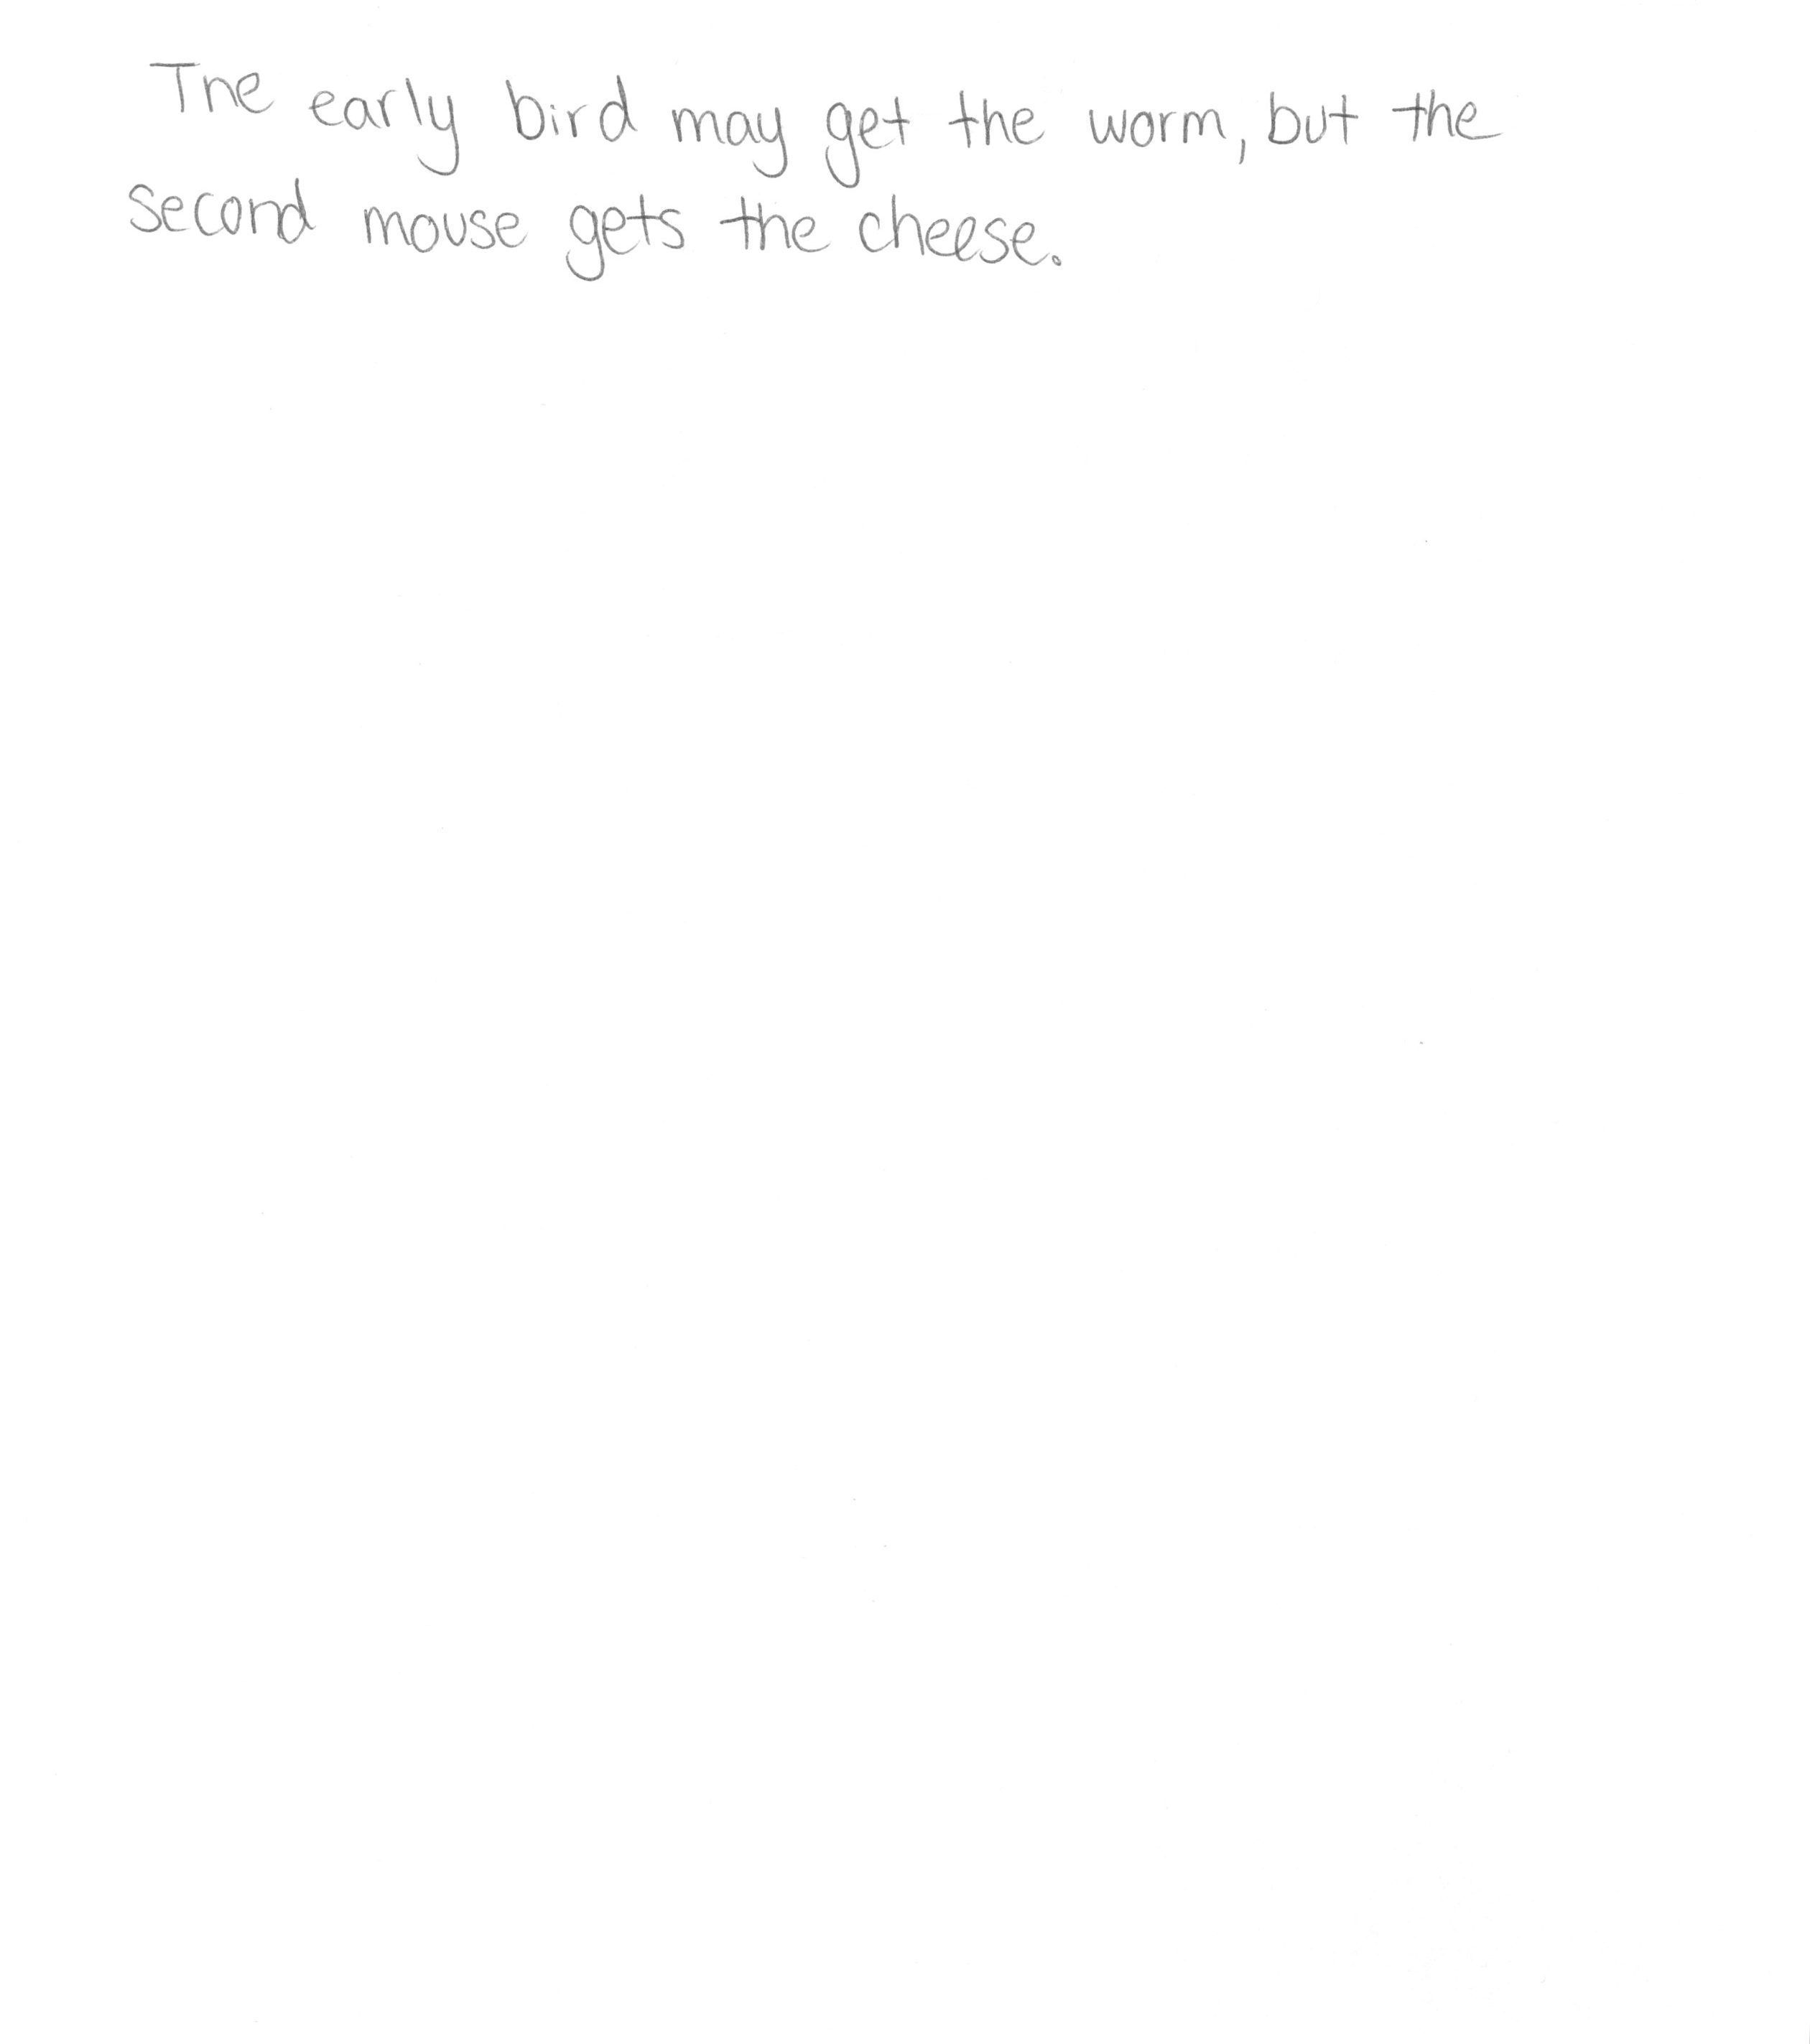 The early bird may get the worm, but the
second mouse gets the cheese.